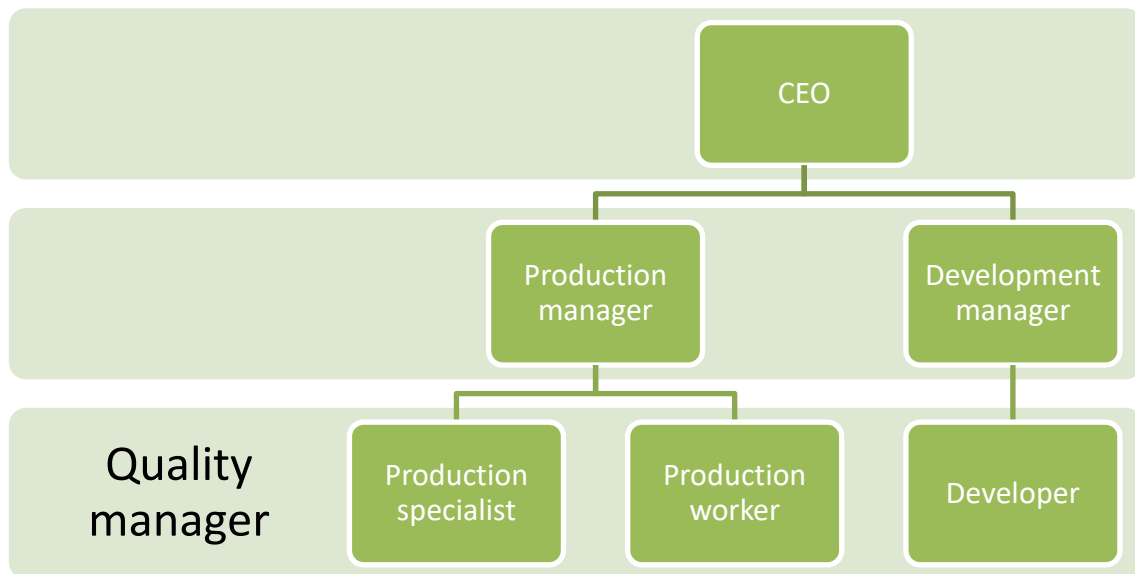 CEO
Production
manager
Development
manager
Quality
manager
Production
specialist
Production
worker
Developer